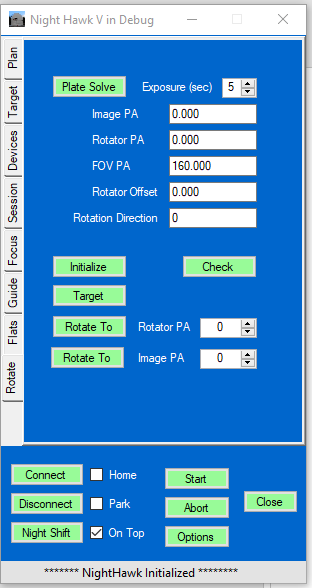 Night Hawk V in Debug
Plan
Target
Devices
Session
Focus
Guide
Flats
Rotate
Plate Solve Exposure (sec) 5
Image PA 0.000
Rotator PA 0.000
FOV PA 160.000
Rotator Offset 0.000
Rotation Direction 0
Initialize Check
Target
Rotate To Rotator PA 0
Rotate To Image PA 0
Connect Home Start
Disconnect Park Abort Close
Night Shift On Top Options
******* NightHawk Initialized ********